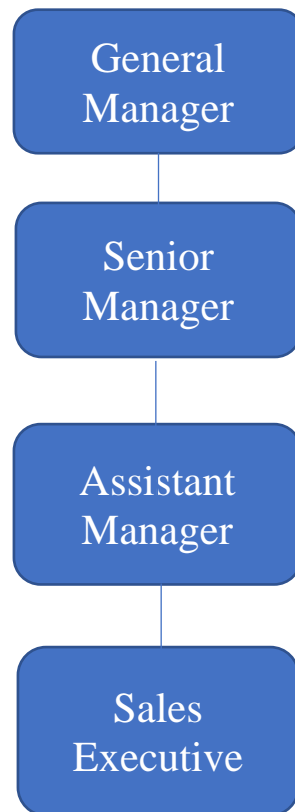 General
Manager
Senior
Manager
Assistant
Manager
Sales
Executive